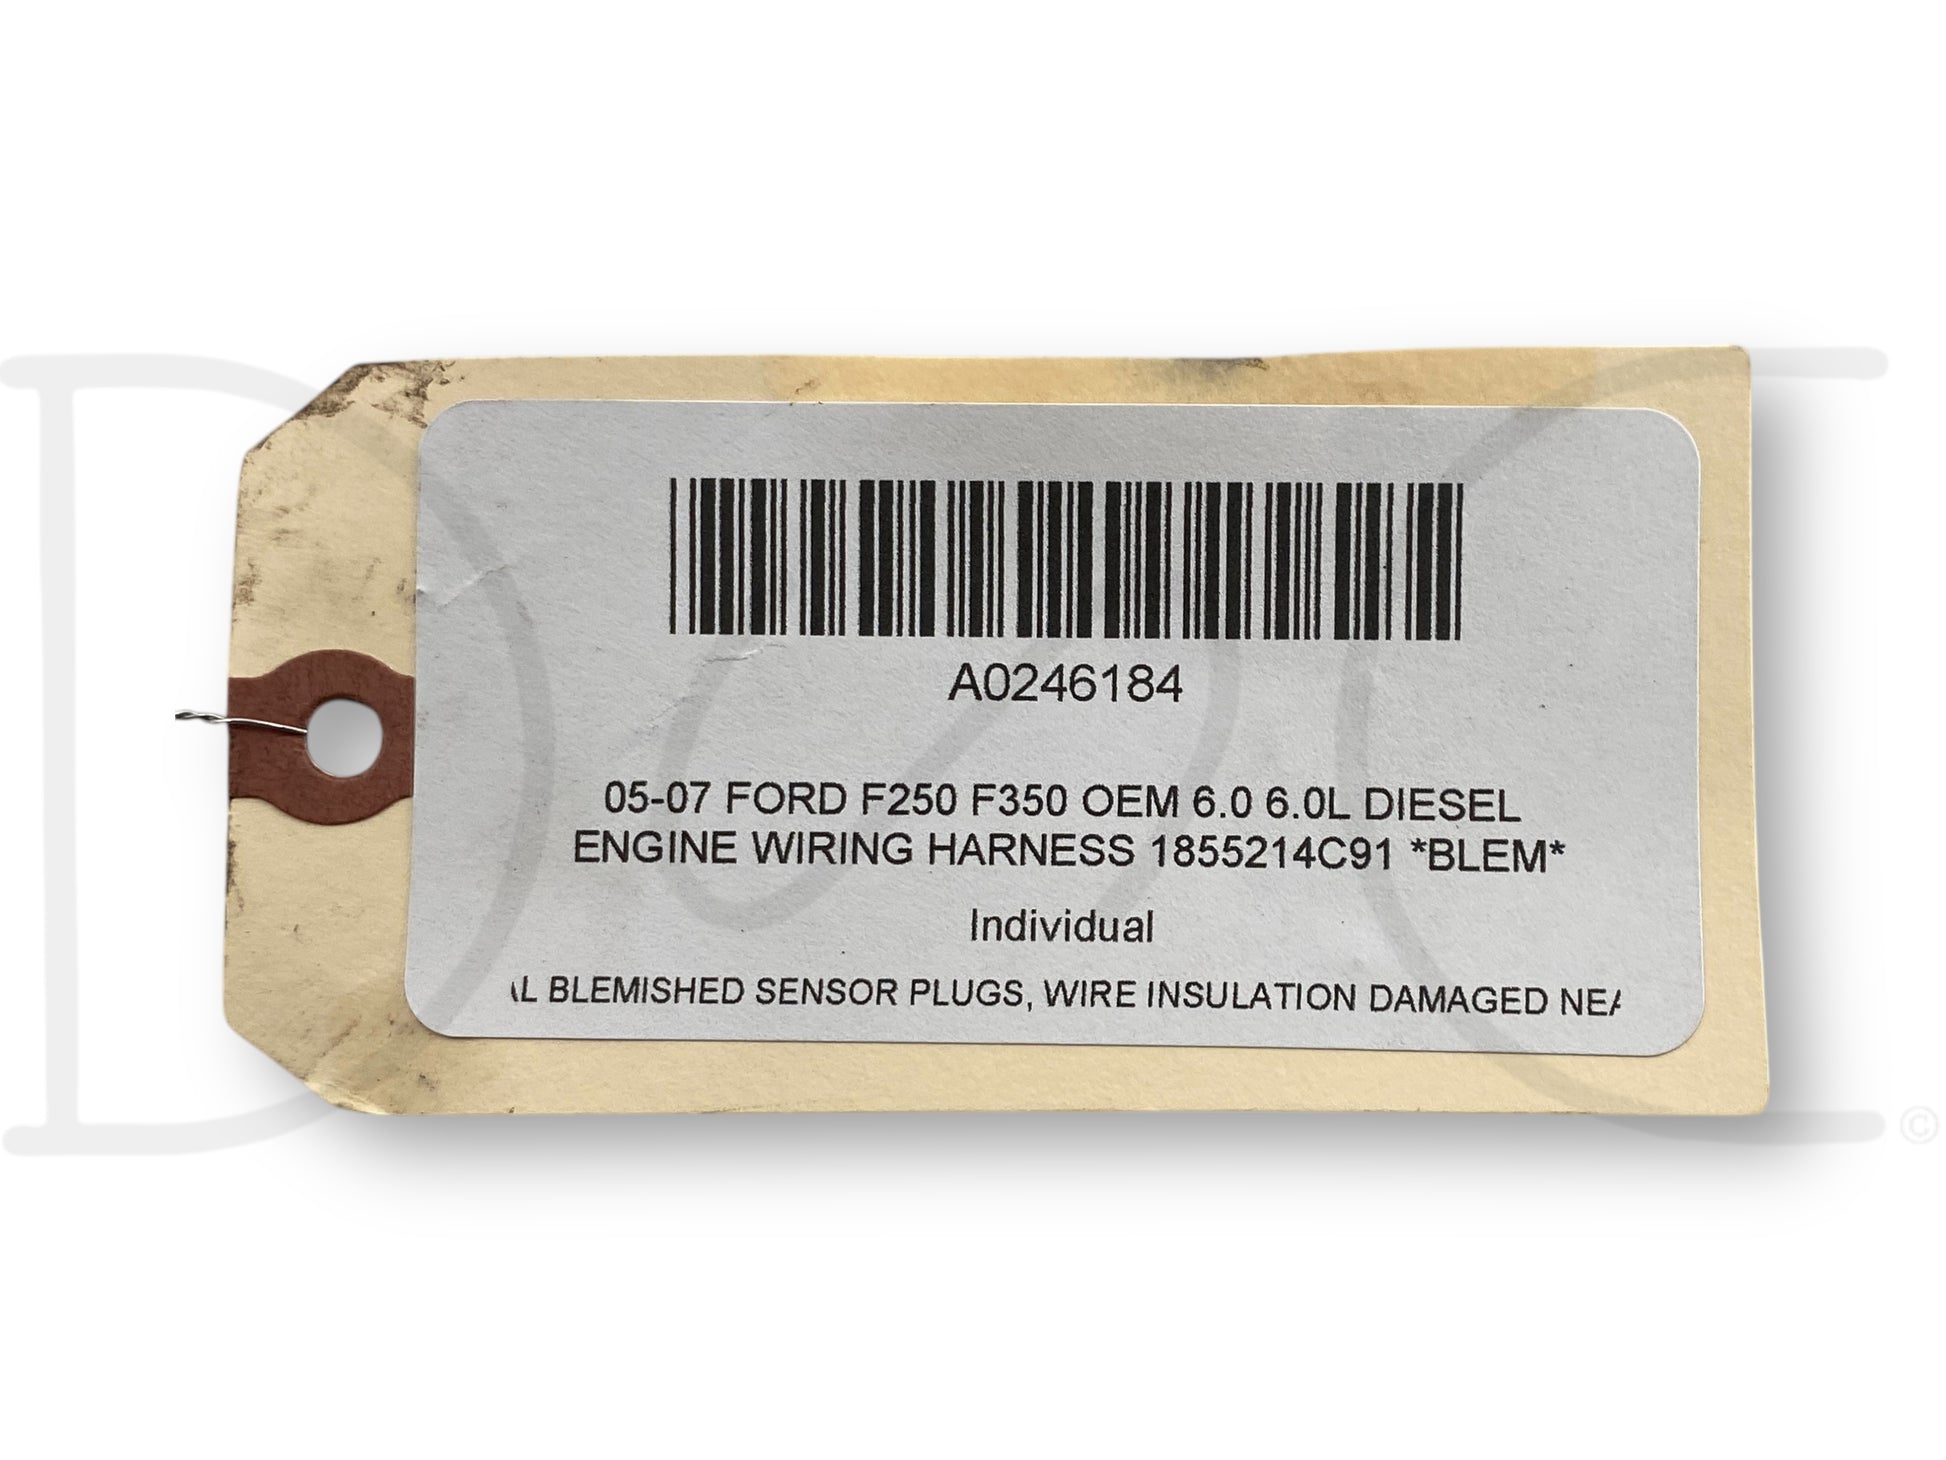 A0246184
05-07 FORD F250 F350 OEM 6.0 6.0L DIESEL
ENGINE WIRING HARNESS 1855214C91 *BLEM*
Individual
BLEMISHED SENSOR PLUGS, WIRE INSULATION DAMAGED
©